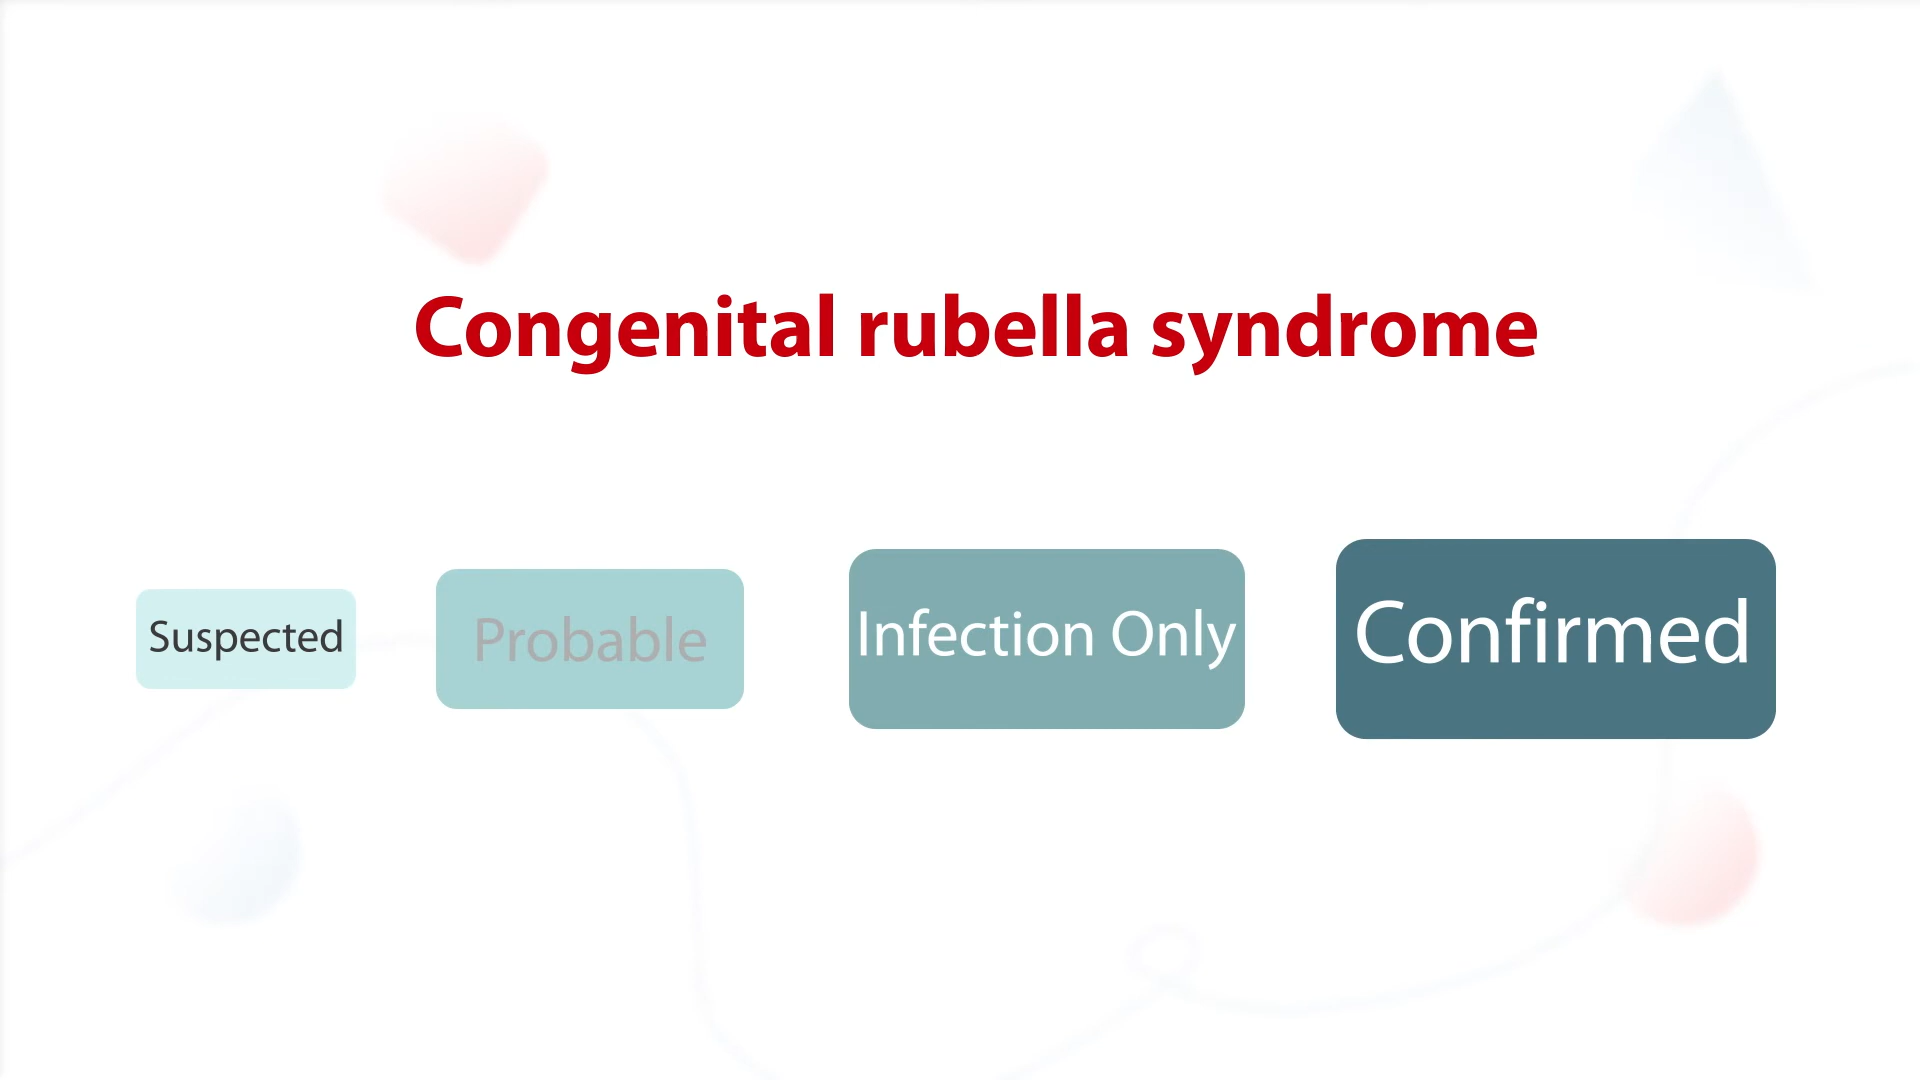 Congenital rubella syndrome
Suspected
Probable
Infection Only
Confirmed